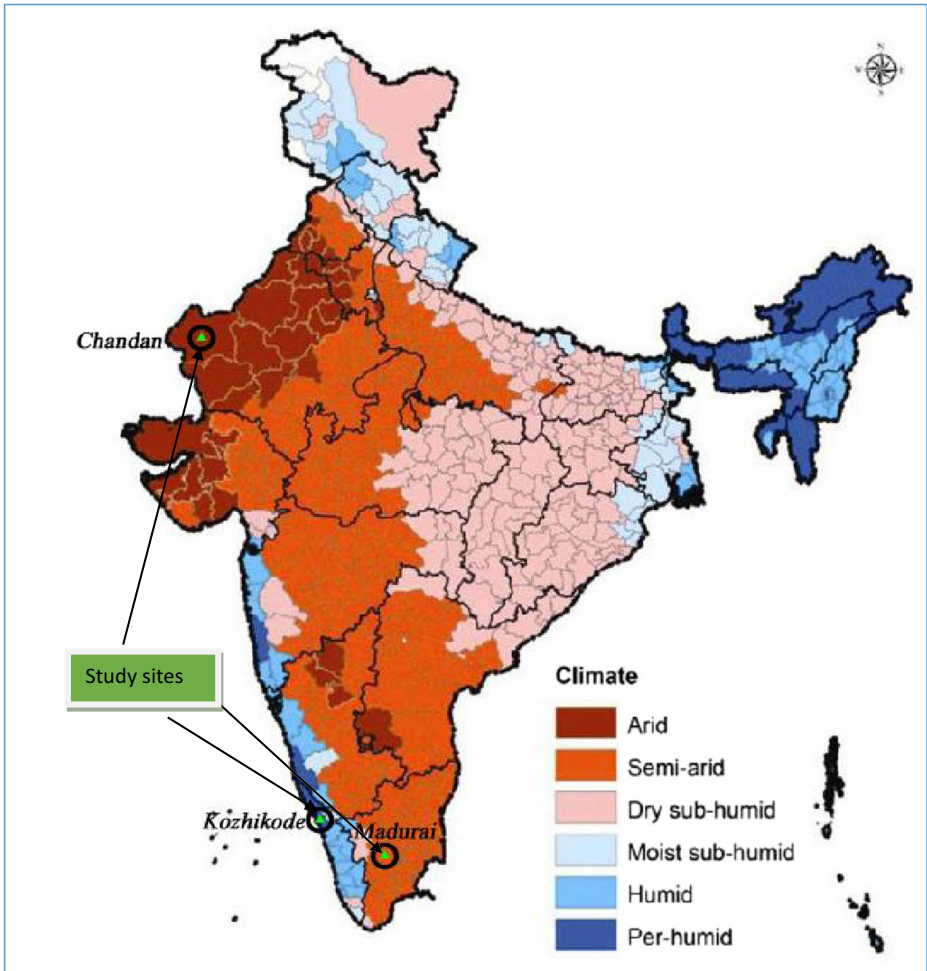 N
W
E
S
Chandan
Study sites
Kozhikode
Madurai
Climate
Arid
Semi-arid
Dry sub-humid
Moist sub-humid
Humid
Per-humid